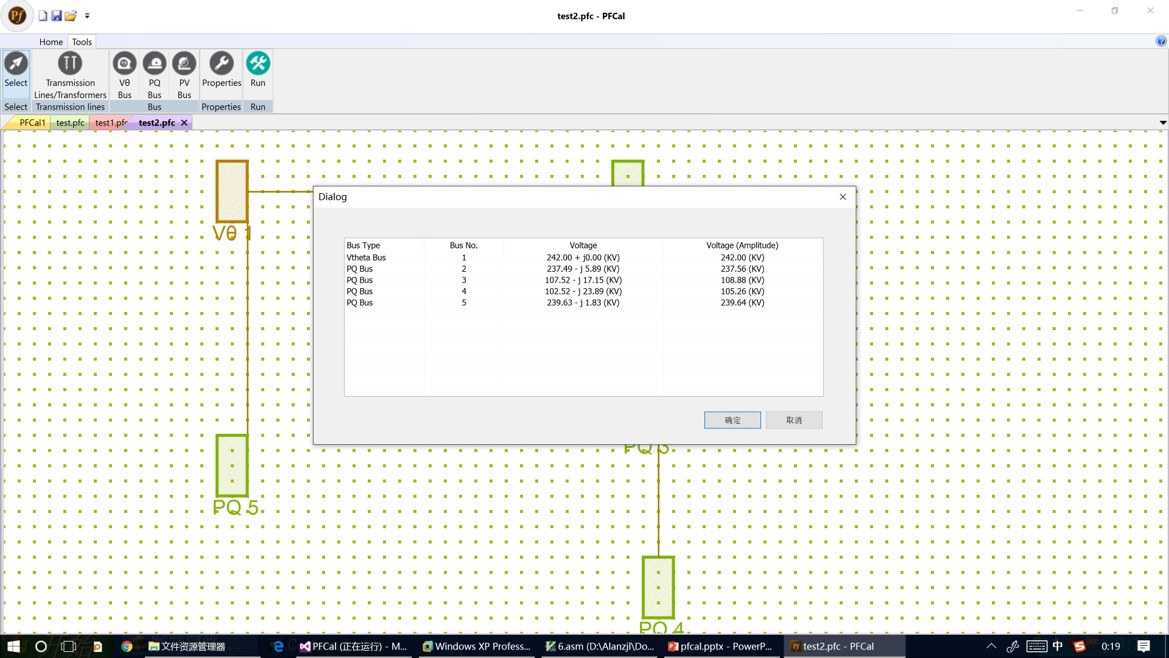 Pf
test2.pfc - PFCal
Home Tools
Select
Transmission
Lines/Transformers
Vθ
Bus
PQ
Bus
PV
Bus
Properties
Run
Select Transmission lines Bus Properties Run
PFCal1 test.pfc test1.pfc test2.pfc
Vθ 1
Dialog
Bus Type Bus No. Voltage Voltage (Amplitude)
Vtheta Bus 1 242.00 + j0.00 (KV) 242.00 (KV)
PQ Bus 2 237.49 - j 5.89 (KV) 237.56 (KV)
PQ Bus 3 107.52 - j 17.15 (KV) 108.88 (KV)
PQ Bus 4 102.52 - j 23.89 (KV) 105.26 (KV)
PQ Bus 5 239.63 - j 1.83 (KV) 239.64 (KV)
确定 取消
PQ 3
PQ 5
PQ 4
文件资源管理器 PFCal (正在运行) - M... Windows XP Profess... 6.asm (D:\Alanzjl\Do... pfcal.pptx - PowerP... test2.pfc - PFCal 中 0:19